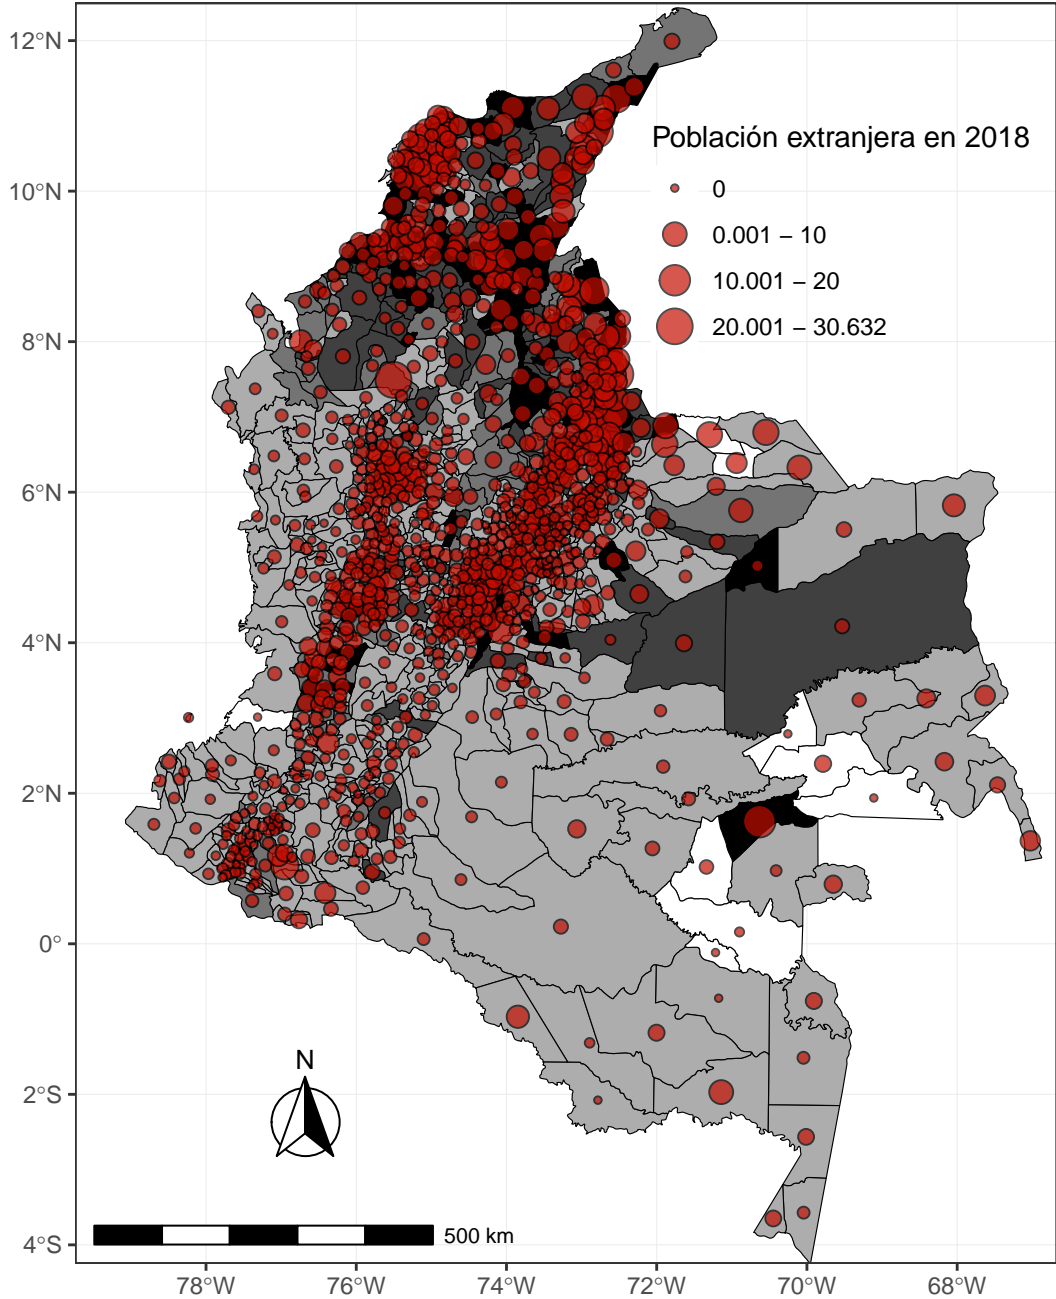 12°N
10°N
8°N
6°N
4°N
2°N
0°
2°S
4°S
Población extranjera en 2018
0
0.001 – 10
10.001 – 20
20.001 – 30.632
N
500 km
78°W
76°W
74°W
72°W
70°W
68°W